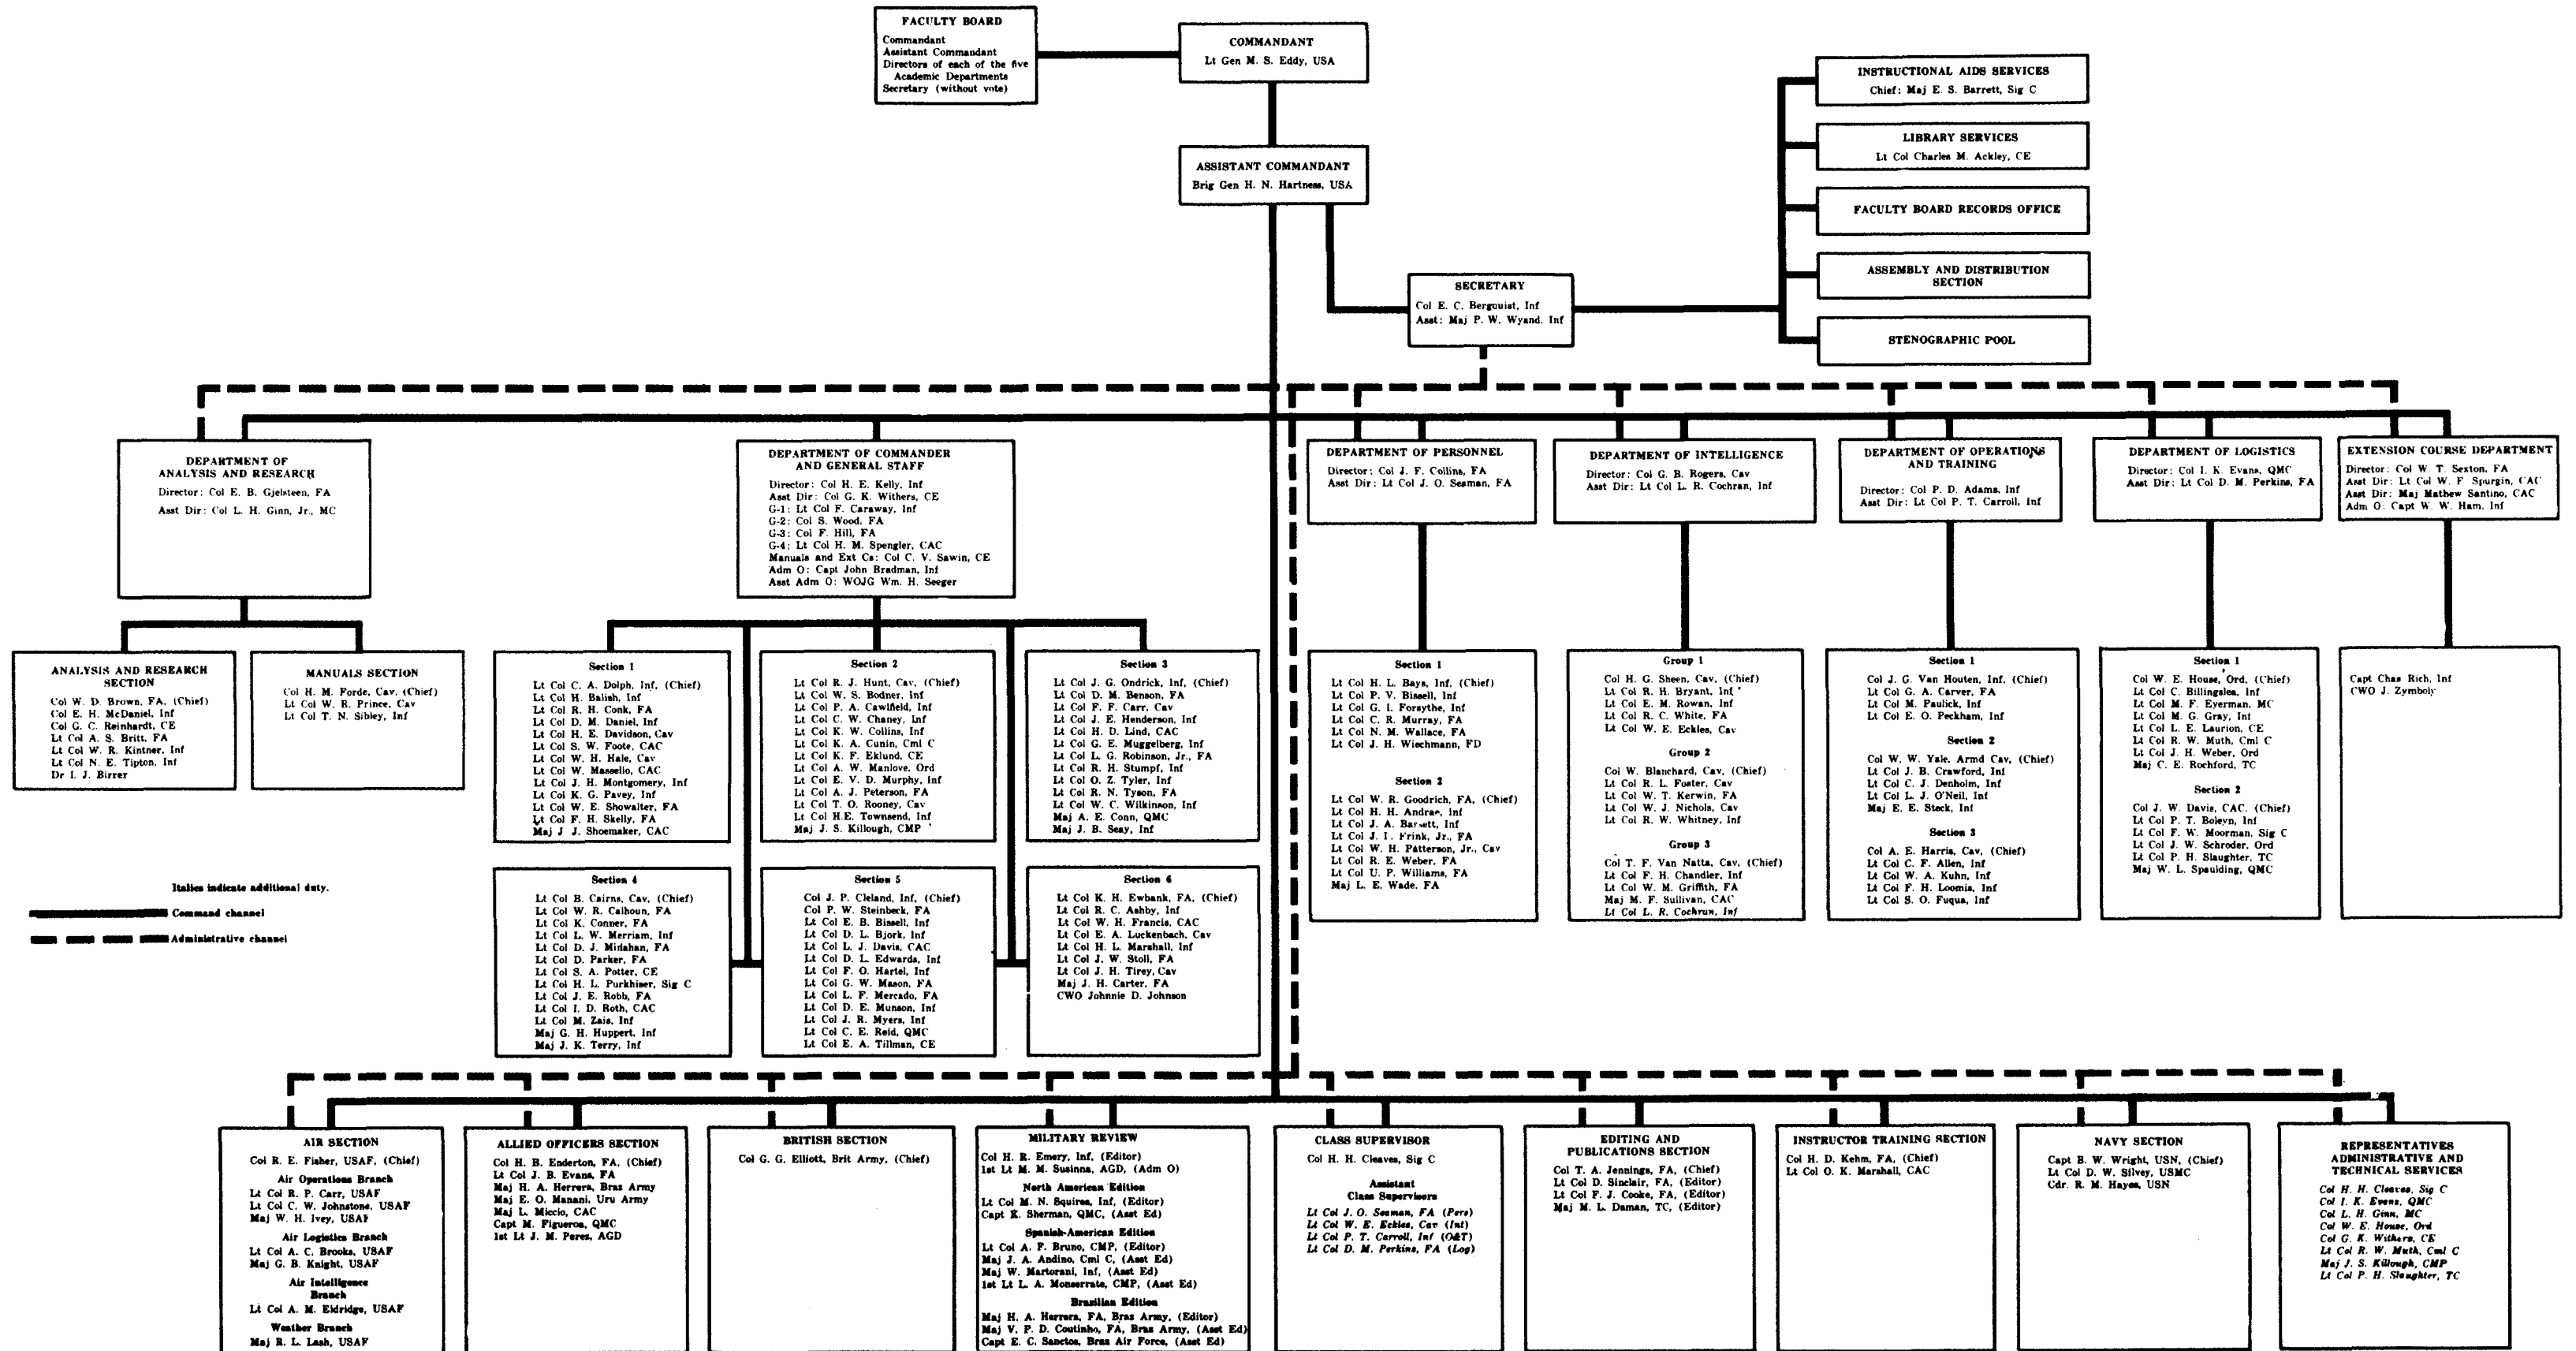 FACULTY BOARD
Commandant
Assistant Commandant
Directors of each of the five
Academic Departments
Secretary (without vote)
COMMANDANT
Lt Gen M. S. Eddy, USA
ASSISTANT COMMANDANT
Brig Gen H. N. Hartness, USA
SECRETARY
Col E. C. Bergquist, Inf
Asst: Maj P. W. Wyand. Inf
INSTRUCTIONAL AIDS SERVICES
Chief: Maj E. S. Barrett, Sig C
LIBRARY SERVICES
Lt Col Charles M. Ackley, CE
FACULTY BOARD RECORDS OFFICE
ASSEMBLY AND DISTRIBUTION
SECTION
STENOGRAPHIC POOL
DEPARTMENT OF
ANALYSIS AND RESEARCH
Director: Col E. B. Gjelsteen, FA
Asst Dir: Col L. H. Ginn, Jr., MC
DEPARTMENT OF COMMANDER
AND GENERAL STAFF
Director: Col H. E. Kelly, Inf
Asst Dir: Col G. K. Withers, CE
G-1: Lt Col F. Caraway, Inf
G-2: Col S. Wood, FA
G-3: Col F. Hill, FA
G-4: Lt Col H. M. Spengler, CAC
Manuals and Ext Cs: Col C. V. Sawin, CE
Adm O: Capt John Bradman, Inf
Asst Adm O: WOJG Wm. H. Seeger
DEPARTMENT OF PERSONNEL
Director: Col J. F. Collins, FA
Asst Dir: Lt Col J. O. Seaman, FA
DEPARTMENT OF INTELLIGENCE
Director: Col G. B. Rogers, Cav
Asst Dir: Lt Col L. R. Cochran, Inf
DEPARTMENT OF OPERATIONS
AND TRAINING
Director: Col P. D. Adams, Inf
Asst Dir: Lt Col P. T. Carroll, Inf
DEPARTMENT OF LOGISTICS
Director: Col I. K. Evans, QMC
Asst Dir: Lt Col D. M. Perkins, FA
EXTENSION COURSE DEPARTMENT
Director: Col W. T. Sexton, FA
Asst Dir: Lt Col W. F Spurgin, CAC
Asst Dir: Maj Mathew Santino, CAC
Adm O: Capt W. W. Ham. Inf
ANALYSIS AND RESEARCH
SECTION
Col W. D. Brown, FA, (Chief)
Col E. H. McDaniel, Inf
Col G. C. Reinhardt, CE
Lt Col A. S. Britt, FA
Lt Col W. R. Kintner, Inf
Lt Col N. E. Tipton, Inf
Dr I. J. Birrer
MANUALS SECTION
Col H. M. Forde, Cav, (Chief)
Lt Col W. R. Prince, Cav
Lt Col T. N. Sibley, Inf
Section 1
Lt Col C. A. Dolph, Inf, (Chief)
Lt Col H. Balish, Inf
Lt Col R. H. Conk, FA
Lt Col D. M. Daniel, Inf
Lt Col H. E. Davidson, Cav
Lt Col S. W. Foote, CAC
Lt Col W. H. Hale, Cav
Lt Col W. Massello, CAC
Lt Col J. H. Montgomery, Inf
Lt Col K. G. Pavey, Inf
Lt Col W. E. Showalter, FA
Lt Col F. H. Skelly, FA
Maj J J. Shoemaker, CAC
Section 2
Lt Col R. J. Hunt, Cav, (Chief)
Lt Col W. S. Bodner, Inf
Lt Col P. A. Cawlfield, Inf
Lt Col C. W. Chaney, Inf
Lt Col K. W. Collins, Inf
Lt Col K. A. Cunin, Cml C
Lt Col K. F. Eklund, CE
Lt Col A. W. Manlove, Ord
Lt Col E. V. D. Murphy, Inf
Lt Col A. J. Peterson, FA
Lt Col T. O. Rooney, Cav
Lt Col H.E. Townsend, Inf
Maj J. S. Killough, CMP
Section 3
Lt Col J. G. Ondrick, Inf, (Chief)
Lt Col D. M. Benson, FA
Lt Col F. F. Carr, Cav
Lt Col J. E. Henderson, Inf
Lt Col H. D. Lind, CAC
Lt Col G. E. Muggelberg, Inf
Lt Col L. G. Robinson, Jr., FA
Lt Col R. H. Stumpf, Inf
Lt Col O. Z. Tyler, Inf
Lt Col R. N. Tyson, FA
Lt Col W. C. Wilkinson, Inf
Maj A. E. Conn, QMC
Maj J. B. Seay, Inf
Section 1
Lt Col H. L. Bays, Inf, (Chief)
Lt Col P. V. Bissell, Inf
Lt Col G. I. Forsythe, Inf
Lt Col C. R. Murray, FA
Lt Col N. M. Wallace, FA
Lt Col J. H. Wiechmann, FD
Section 2
Lt Col W. R. Goodrich, FA, (Chief)
Lt Col H. H. Andrae, Inf
Lt Col J. A. Bassett, Inf
Lt Col J. I. Frink, Jr., FA
Lt Col W. H. Patterson, Jr., Cav
Lt Col R. E. Weber, FA
Lt Col U. P. Williams, FA
Maj L. E. Wade, FA
Group 1
Col H. G. Sheen, Cav, (Chief)
Lt Col R. H. Bryant, Inf
Lt Col E. M. Rowan, Inf
Lt Col R. C. White, FA
Lt Col W. E. Eckles, Cav
Group 2
Col W. Blanchard, Cav, (Chief)
Lt Col R. L. Foster, Cav
Lt Col W. T. Kerwin, FA
Lt Col W. J. Nichols, Cav
Lt Col R. W. Whitney, Inf
Group 3
Col T. F. Van Natta, Cav, (Chief)
Lt Col F. H. Chandler, Inf
Lt Col W. M. Griffith, FA
Maj M. F. Sullivan, CAC
Lt Col L. R. Cochran, Inf
Section 1
Col J. G. Van Houten, Inf, (Chief)
Lt Col G. A. Carver, FA
Lt Col M. Paulick, Inf
Lt Col E. O. Peckham, Inf
Section 2
Col W. W. Yale, Armd Cav, (Chief)
Lt Col J. B. Crawford, Inf
Lt Col C. J. Denholm, Inf
Lt Col L. J. O'Neil, Inf
Maj E. E. Steck, Inf
Section 3
Col A. E. Harris, Cav, (Chief)
Lt Col C. F. Allen, Inf
Lt Col W. A. Kuhn, Inf
Lt Col F. H. Loomis, Inf
Lt Col S. O. Fuqua, Inf
Section 1
Col W. E. House, Ord, (Chief)
Lt Col C. Billingslea, Inf
Lt Col M. F. Eyerman, MC
Lt Col M. G. Gray, Inf
Lt Col L. E. Laurion, CE
Lt Col R. W. Muth, Cml C
Lt Col J. H. Weber, Ord
Maj C. E. Rochford, TC
Section 2
Col J. W. Davis, CAC, (Chief)
Lt Col P. T. Boleyn, Inf
Lt Col F. W. Moorman, Sig C
Lt Col J. W. Schroder, Ord
Lt Col P. H. Slaughter, TC
Maj W. L. Spaulding, QMC
Capt Chas Rich, Inf
CWO J. Zymboly
Section 4
Lt Col B. Cairns, Cav, (Chief)
Lt Col W. R. Calhoun, FA
Lt Col K. Conner, FA
Lt Col L. W. Merriam, Inf
Lt Col D. J. Minahan, FA
Lt Col D. Parker, FA
Lt Col S. A. Potter, CE
Lt Col H. L. Purkhiser, Sig C
Lt Col J. E. Robb, FA
Lt Col I. D. Roth, CAC
Lt Col M. Zais, Inf
Maj G. H. Huppert, Inf
Maj J. K. Terry, Inf
Section 5
Col J. P. Cleland, Inf, (Chief)
Col P. W. Steinbeck, FA
Lt Col E. B. Bissell, Inf
Lt Col D. L. Bjork, Inf
Lt Col L. J. Davis, CAC
Lt Col D. L. Edwards, Inf
Lt Col F. O. Hartel, Inf
Lt Col G. W. Mason, FA
Lt Col L. F. Mercado, FA
Lt Col D. E. Munson, Inf
Lt Col J. R. Myers, Inf
Lt Col C. E. Reid, QMC
Lt Col E. A. Tillman, CE
Section 6
Lt Col K. H. Ewbank, FA, (Chief)
Lt Col R. C. Ashby, Inf
Lt Col W. H. Francis, CAC
Lt Col E. A. Luckenbach, Cav
Lt Col H. L. Marshall, Inf
Lt Col J. W. Stoll, FA
Lt Col J. H. Tirey, Cav
Maj J. H. Carter, FA
CWO Johnnie D. Johnson
Italics indicate additional duty.
Command channel
Administrative channel
AIR SECTION
Col R. E. Fisher, USAF, (Chief)
Air Operations Branch
Lt Col R. P. Carr, USAF
Lt Col C. W. Johnstone, USAF
Maj W. H. Ivey, USAF
Air Logistics Branch
Lt Col A. C. Brooks, USAF
Maj G. B. Knight, USAF
Air Intelligence
Branch
Lt Col A. M. Eldridge, USAF
Weather Branch
Maj R. L. Lash, USAF
ALLIED OFFICERS SECTION
Col H. B. Enderton, FA, (Chief)
Lt Col J. B. Evans, FA
Maj H. A. Herrera, Braz Army
Maj E. O. Manani, Uru Army
Maj L. Miccio, CAC
Capt M. Figueroa, QMC
1st Lt J. M. Peres, AGD
BRITISH SECTION
Col G. G. Elliott, Brit Army, (Chief)
MILITARY REVIEW
Col H. R. Emery, Inf, (Editor)
1st Lt M. M. Susinna, AGD, (Adm O)
North American Edition
Lt Col M. N. Squires, Inf, (Editor)
Capt K. Sherman, QMC, (Asst Ed)
Spanish-American Edition
Lt Col A. F. Bruno, CMP, (Editor)
Maj J. A. Andino, Cml C, (Asst Ed)
Maj W. Martorani, Inf, (Asst Ed)
1st Lt L. A. Monserrate, CMP, (Asst Ed)
Brazilian Edition
Maj H. A. Herrera, FA, Braz Army, (Editor)
Maj V. P. D. Coutinho, FA, Braz Army, (Asst Ed)
Capt E. C. Sanctos, Braz Air Force, (Asst Ed)
CLASS SUPERVISOR
Col H. H. Cleaves, Sig C
Assistant
Class Supervisors
Lt Col J. O. Seaman, FA (Pers)
Lt Col W. E. Eckles, Cav (Int)
Lt Col P. T. Carroll, Inf (O&T)
Lt Col D. M. Perkins, FA (Log)
EDITING AND
PUBLICATIONS SECTION
Col T. A. Jennings, FA, (Chief)
Lt Col D. Sinclair, FA, (Editor)
Lt Col F. J. Cooke, FA, (Editor)
Maj M. L. Daman, TC, (Editor)
INSTRUCTOR TRAINING SECTION
Col H. D. Kehm, FA, (Chief)
Lt Col O. K. Marshall, CAC
NAVY SECTION
Capt B. W. Wright, USN, (Chief)
Lt Col D. W. Silvey, USMC
Cdr. R. M. Hayes, USN
REPRESENTATIVES
ADMINISTRATIVE AND
TECHNICAL SERVICES
Col H. H. Cleaves, Sig C
Col I. K. Evans, QMC
Col L. H. Ginn, MC
Col W. E. House, Ord
Col G. K. Withers, CE
Lt Col R. W. Muth, Cml C
Maj J. S. Killough, CMP
Lt Col P. H. Slaughter, TC